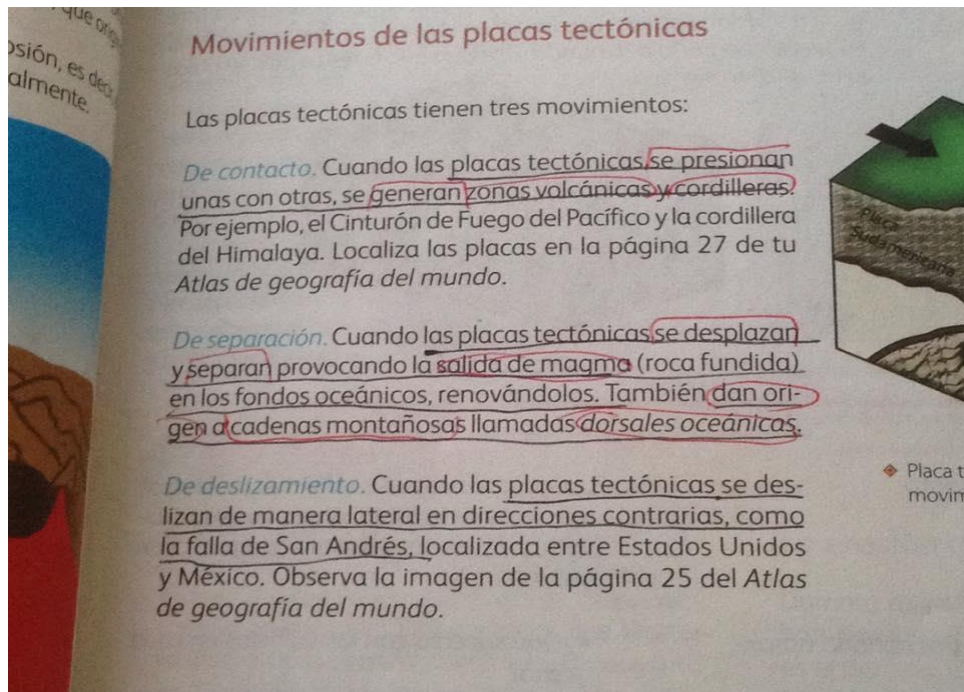 que
osión, es
almente.
Movimientos de las placas tectónicas
Las placas tectónicas tienen tres movimientos:
De contacto. Cuando las placas tectónicas se presionan
unas con otras, se generan zonas volcánicas y cordilleras.
Por ejemplo, el Cinturón de Fuego del Pacífico y la cordillera
del Himalaya. Localiza las placas en la página 27 de tu
Atlas de geografía del mundo.
De separación. Cuando las placas tectónicas se desplazan
y separan provocando la salida de magma (roca fundida)
en los fondos oceánicos, renovándolos. También dan ori-
gen a cadenas montañosas llamadas dorsales oceánicas.
De deslizamiento. Cuando las placas tectónicas se des-
lizan de manera lateral en direcciones contrarias, como
la falla de San Andrés, localizada entre Estados Unidos
y México. Observa la imagen de la página 25 del Atlas
de geografía del mundo.
Placa
Sudamericana
Placa t
movim